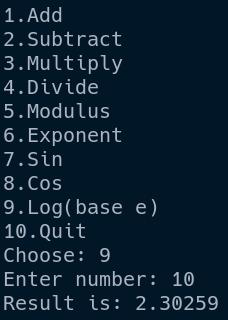 1.Add
2.Subtract
3.Multiply
4.Divide
5.Modulus
6.Exponent
7.Sin
8.Cos
9.Log(base e)
10.Quit
Choose: 9
Enter number: 10
Result is: 2.30259